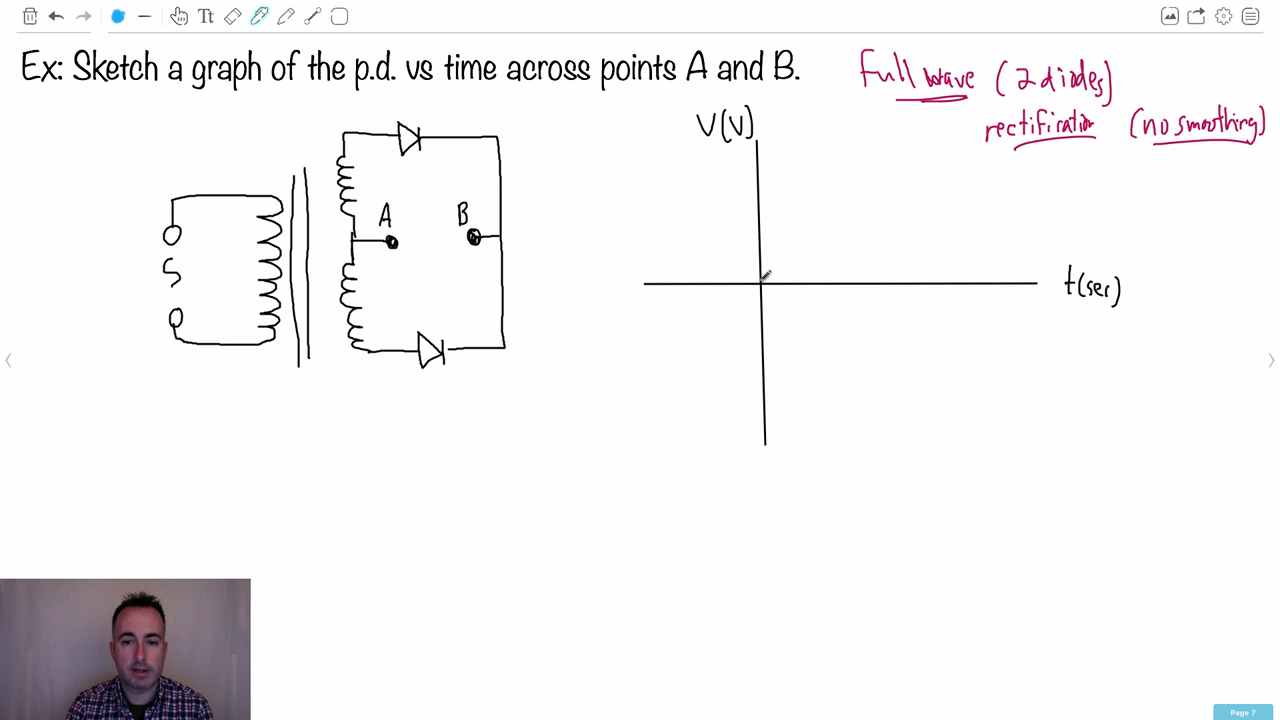 Tt
Ex: Sketch a graph of the p.d. vs time across points A and B.
Full wave (2 diodes)
rectification (no smoothing)
V(V)
A
B
S
t(sec)
Page 7